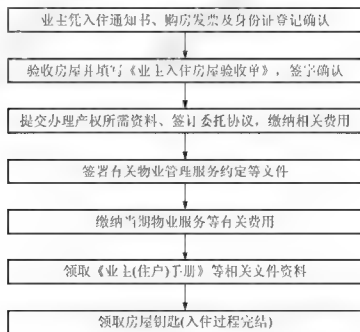 业主凭入住通知书、购房发票及身份证登记确认
验收房屋并填写《业主入住房屋验收单》，签字确认
提交办理产权所需资料、签订委托协议，缴纳相关费用
签署有关物业管理服务约定等文件
缴纳当期物业服务等有关费用
领取《业主(住户)手册》等相关文件资料
领取房屋钥匙(入住过程完结)